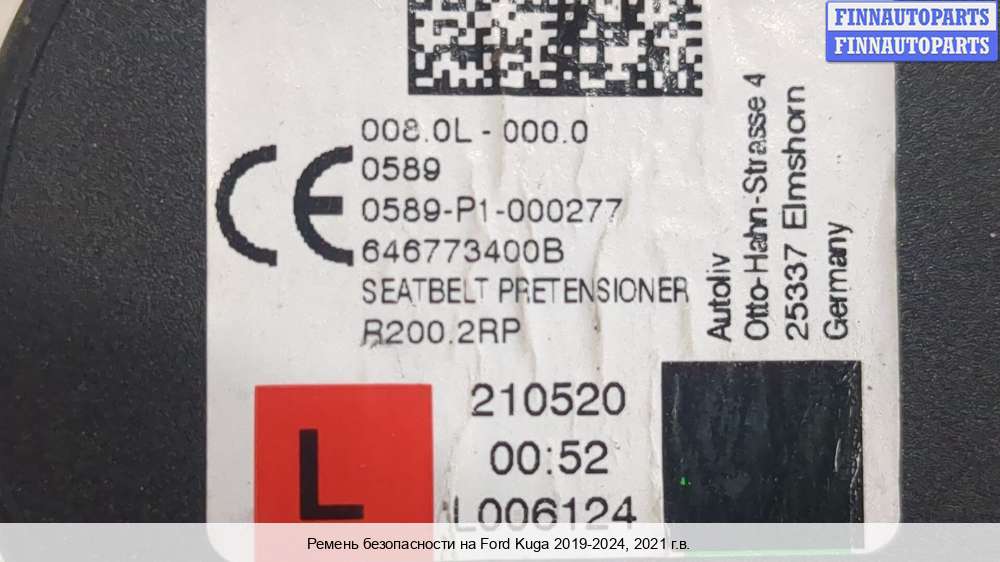 FINNAUTOPARTS
FINNAUTOPARTS
008.0L - 000.0
0589
0589-P1-000277
646773400B
SEATBELT PRETENSIONER
R200.2RP
Autoliv
Otto-Hahn-Strasse 4
25337 Elmshorn
Germany
CE
L
210520
00:52
L006124
Ремень безопасности на Ford Kuga 2019-2024, 2021 г.в.